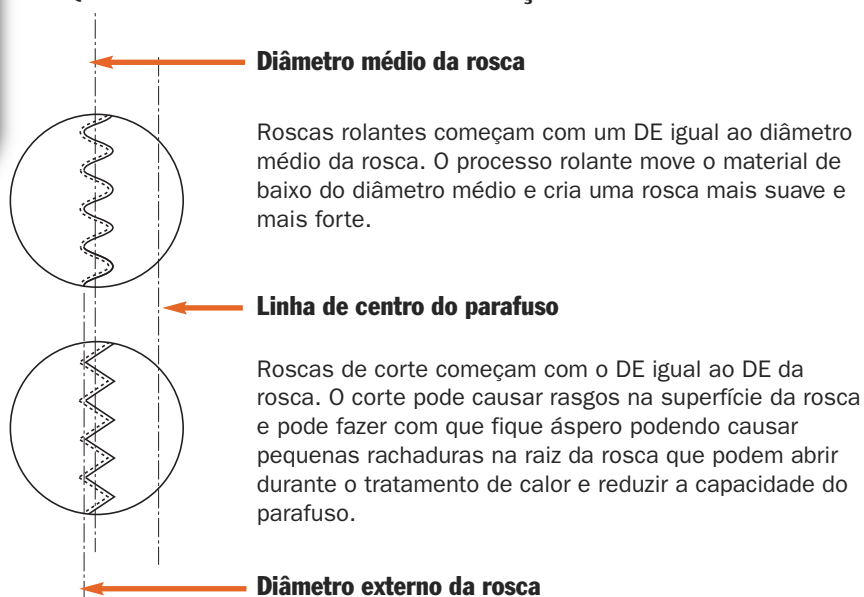 Diâmetro médio da rosca
Roscas rolantes começam com um DE igual ao diâmetro
médio da rosca. O processo rolante move o material de
baixo do diâmetro médio e cria uma rosca mais suave e
mais forte.
Linha de centro do parafuso
Roscas de corte começam com o DE igual ao DE da
rosca. O corte pode causar rasgos na superfície da rosca
e pode fazer com que fique áspero podendo causar
pequenas rachaduras na raiz da rosca que podem abrir
durante o tratamento de calor e reduzir a capacidade do
parafuso.
Diâmetro externo da rosca